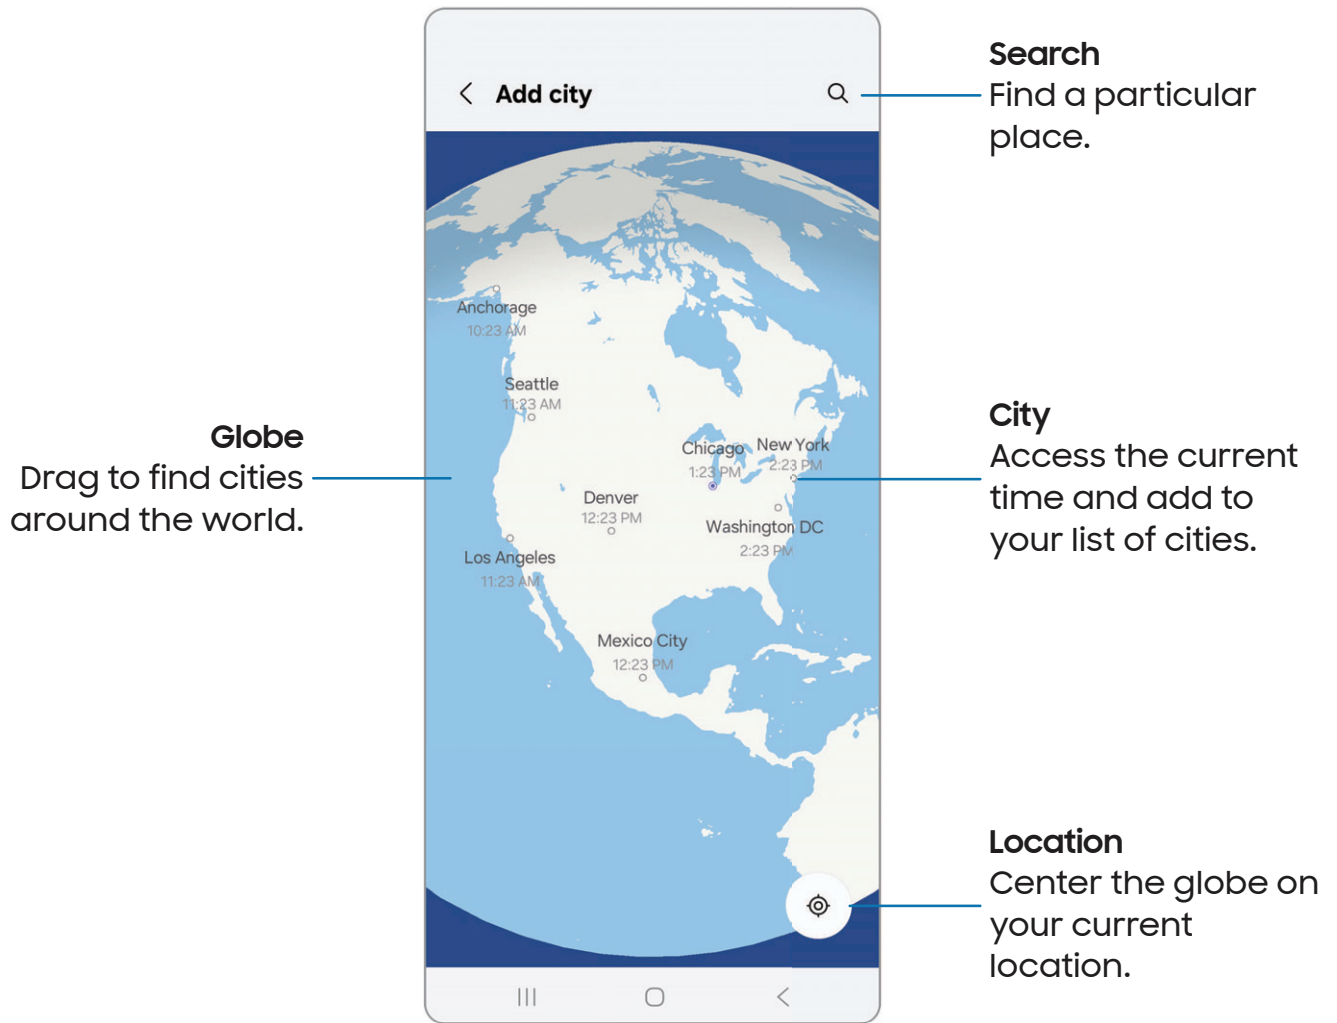 Add city
Search
Find a particular
place.
Anchorage
10:23 AM
Seattle
11:23 AM
Globe
Drag to find cities
around the world.
Chicago
1:23 PM
New York
2:23 PM
City
Access the current
time and add to
your list of cities.
Denver
12:23 PM
Washington DC
2:23 PM
Los Angeles
11:23 AM
Mexico City
12:23 PM
Location
Center the globe on
your current
location.